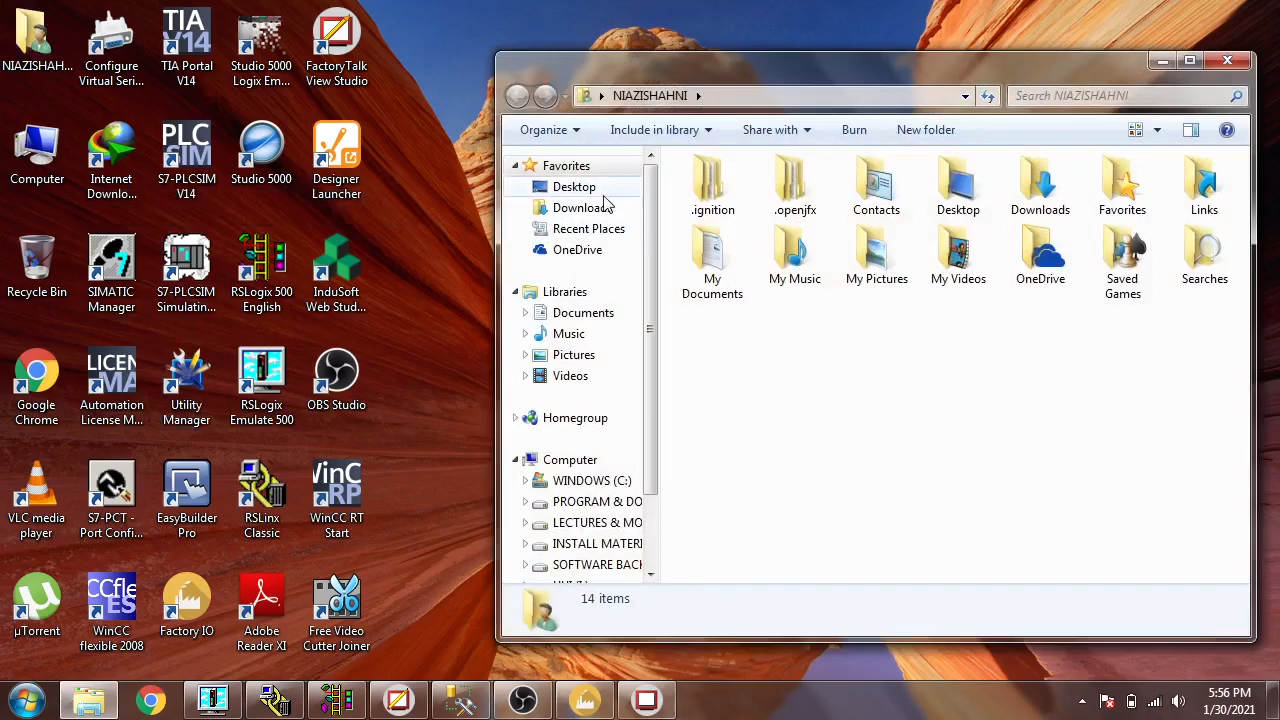 NIAZISHAH...
Configure
Virtual Seri...
TIA
V14
TIA Portal
V14
Studio 5000
Logix Em...
FactoryTalk
View Studio
Computer
Internet
Downlo...
PLC
SIM
S7-PLCSIM
V14
Studio 5000
Designer
Launcher
Recycle Bin
SIMATIC
Manager
S7-PLCSIM
Simulatin...
RSLogix 500
English
InduSoft
Web Stud...
Google
Chrome
LICEN
MA
Automation
License M...
Utility
Manager
RSLogix
Emulate 500
OBS Studio
VLC media
player
S7-PCT -
Port Confi...
EasyBuilder
Pro
RSLinx
Classic
WinC
RP
WinCC RT
Start
µTorrent
CCfle
ES
WinCC
flexible 2008
Factory IO
Adobe
Reader XI
Free Video
Cutter Joiner
NIAZISHAHNI
Search NIAZISHAHNI
Organize
Include in library
Share with
Burn
New folder
Favorites
Desktop
Downloads
Recent Places
OneDrive
Libraries
Documents
Music
Pictures
Videos
Homegroup
Computer
WINDOWS (C:)
PROGRAM & DO
LECTURES & MO
INSTALL MATERI
SOFTWARE BACK
.ignition
.openjfx
Contacts
Desktop
Downloads
Favorites
Links
My
Documents
My Music
My Pictures
My Videos
OneDrive
Saved
Games
Searches
14 items
5:56 PM
1/30/2021